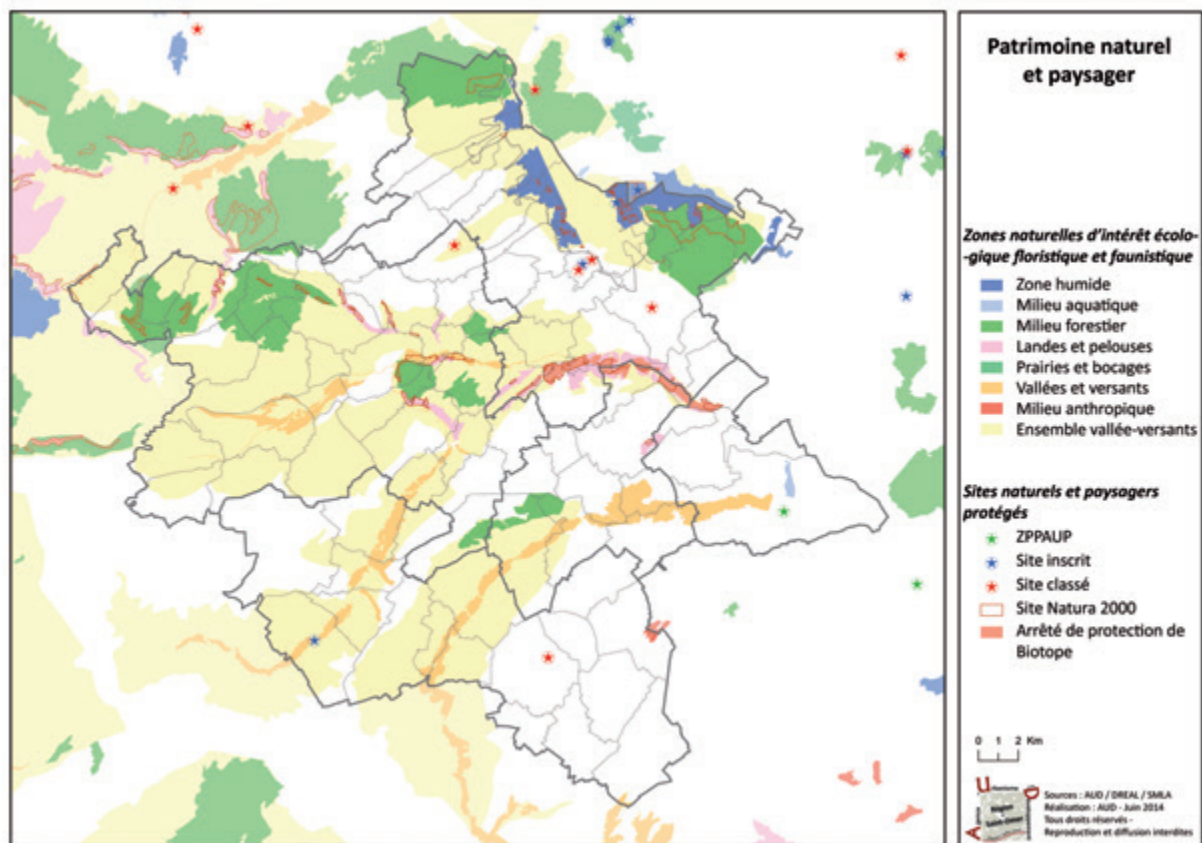 Patrimoine naturel
et paysager
Zones naturelles d'intérêt écolo-
-gique floristique et faunistique
Zone humide
Milieu aquatique
Milieu forestier
Landes et pelouses
Prairies et bocages
Vallées et versants
Milieu anthropique
Ensemble vallée-versants
Sites naturels et paysagers
protégés
ZPPAUP
Site inscrit
Site classé
Site Natura 2000
Arrêté de protection de
Biotope
0 1 2 Km
Sources : AUD / DREAL / SMLA
Réalisation : AUD - Juin 2014
Tous droits réservés -
Reproduction et diffusion interdites